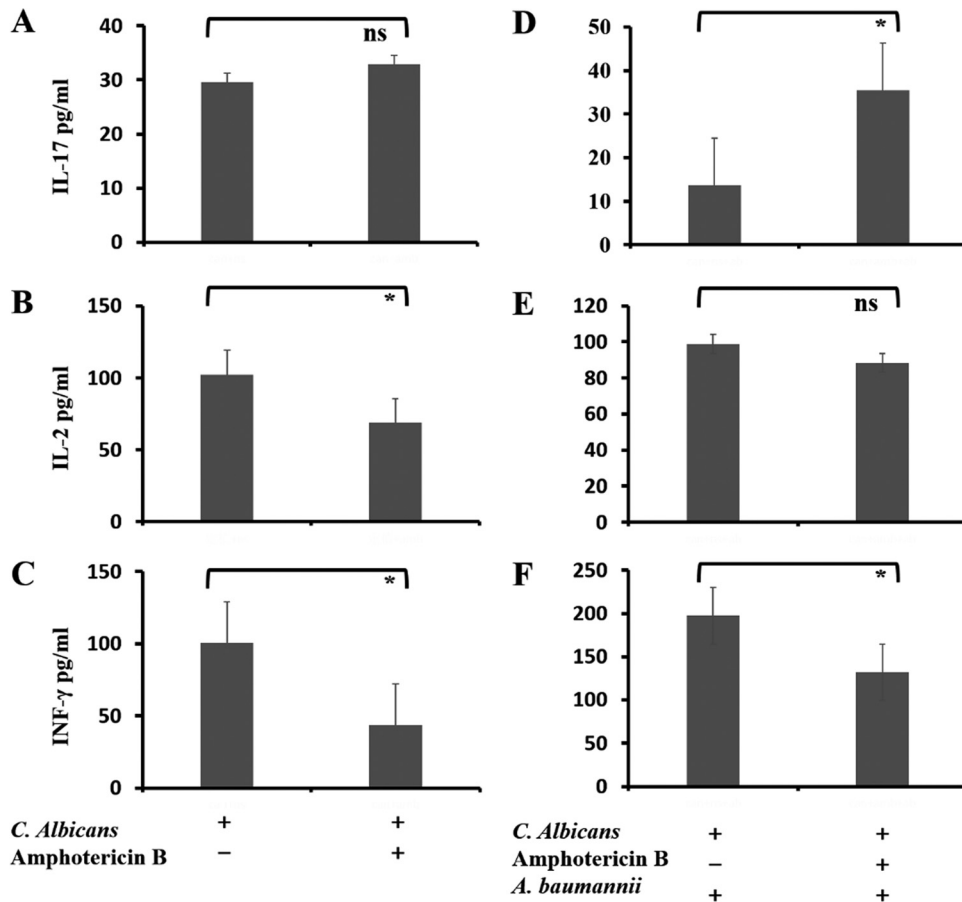 A
ns
IL-17 pg/ml
40
30
20
10
0
D
*
50
40
30
20
10
0
B
*
IL-2 pg/ml
150
100
50
0
E
ns
120
100
80
60
40
20
0
C
*
INF-γ pg/ml
150
100
50
0
F
*
250
200
150
100
50
0
C. Albicans + +
Amphotericin B − +
C. Albicans + +
Amphotericin B − +
A. baumannii + +